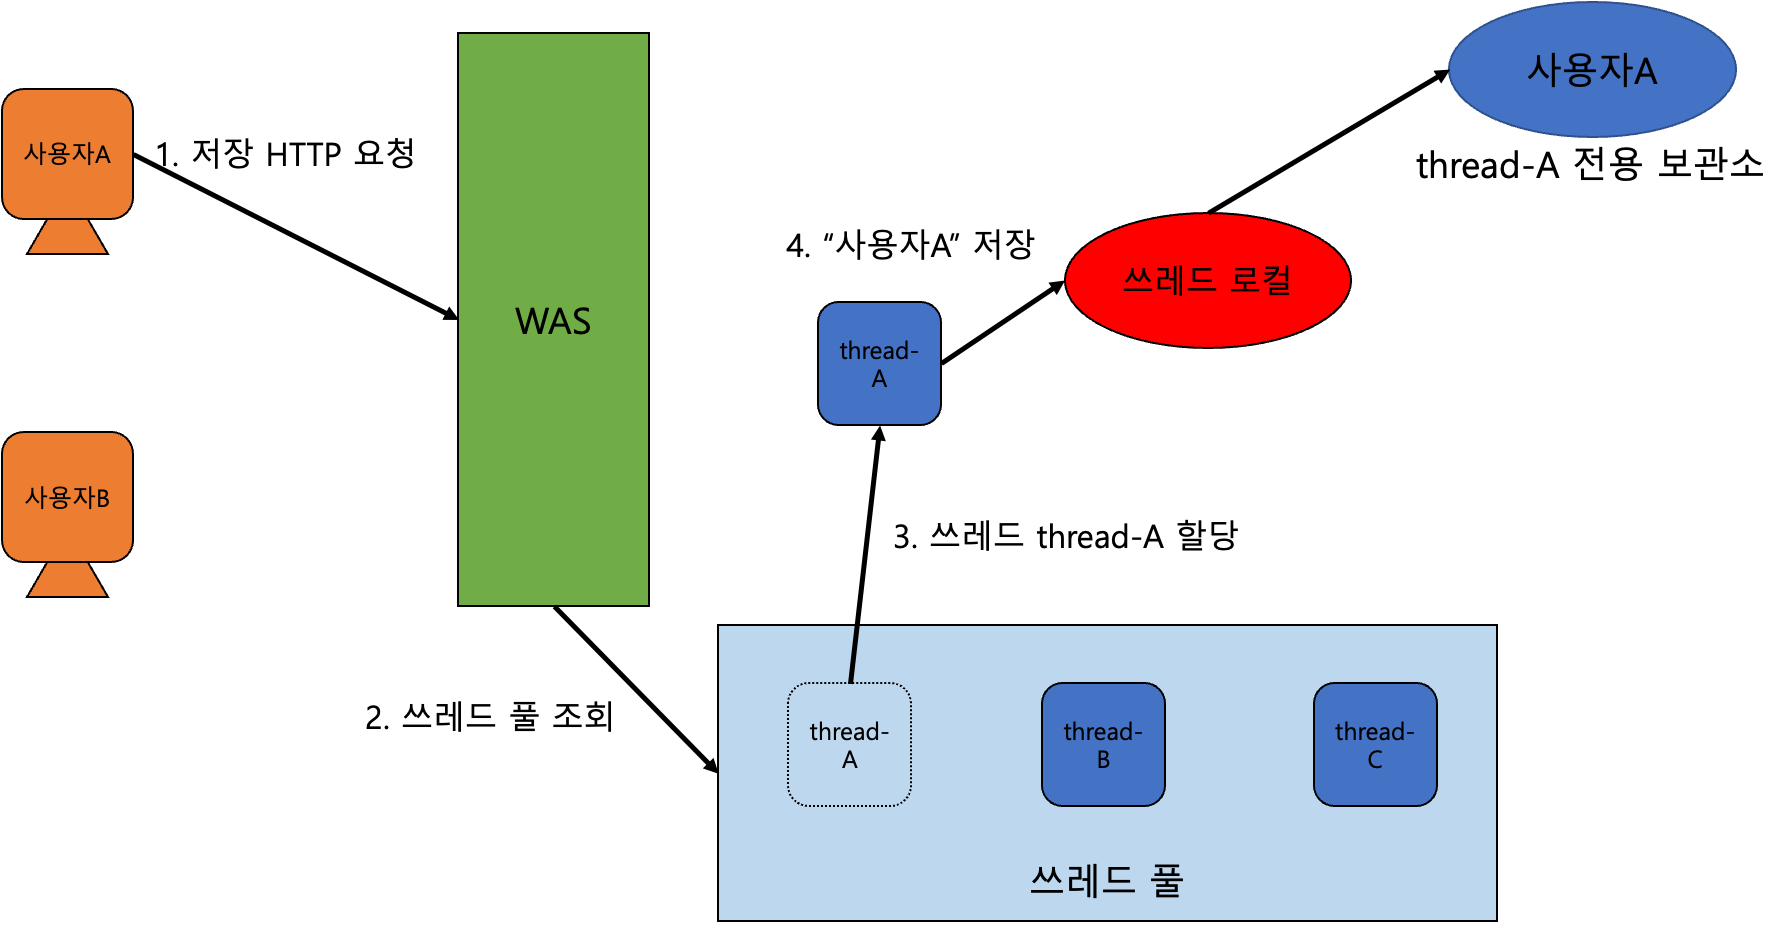 사용자A
1. 저장 HTTP 요청
WAS
사용자B
2. 쓰레드 풀 조회
사용자A
thread-A 전용 보관소
4. “사용자A” 저장
쓰레드 로컬
thread-
A
3. 쓰레드 thread-A 할당
thread-
A
thread-
B
thread-
C
쓰레드 풀